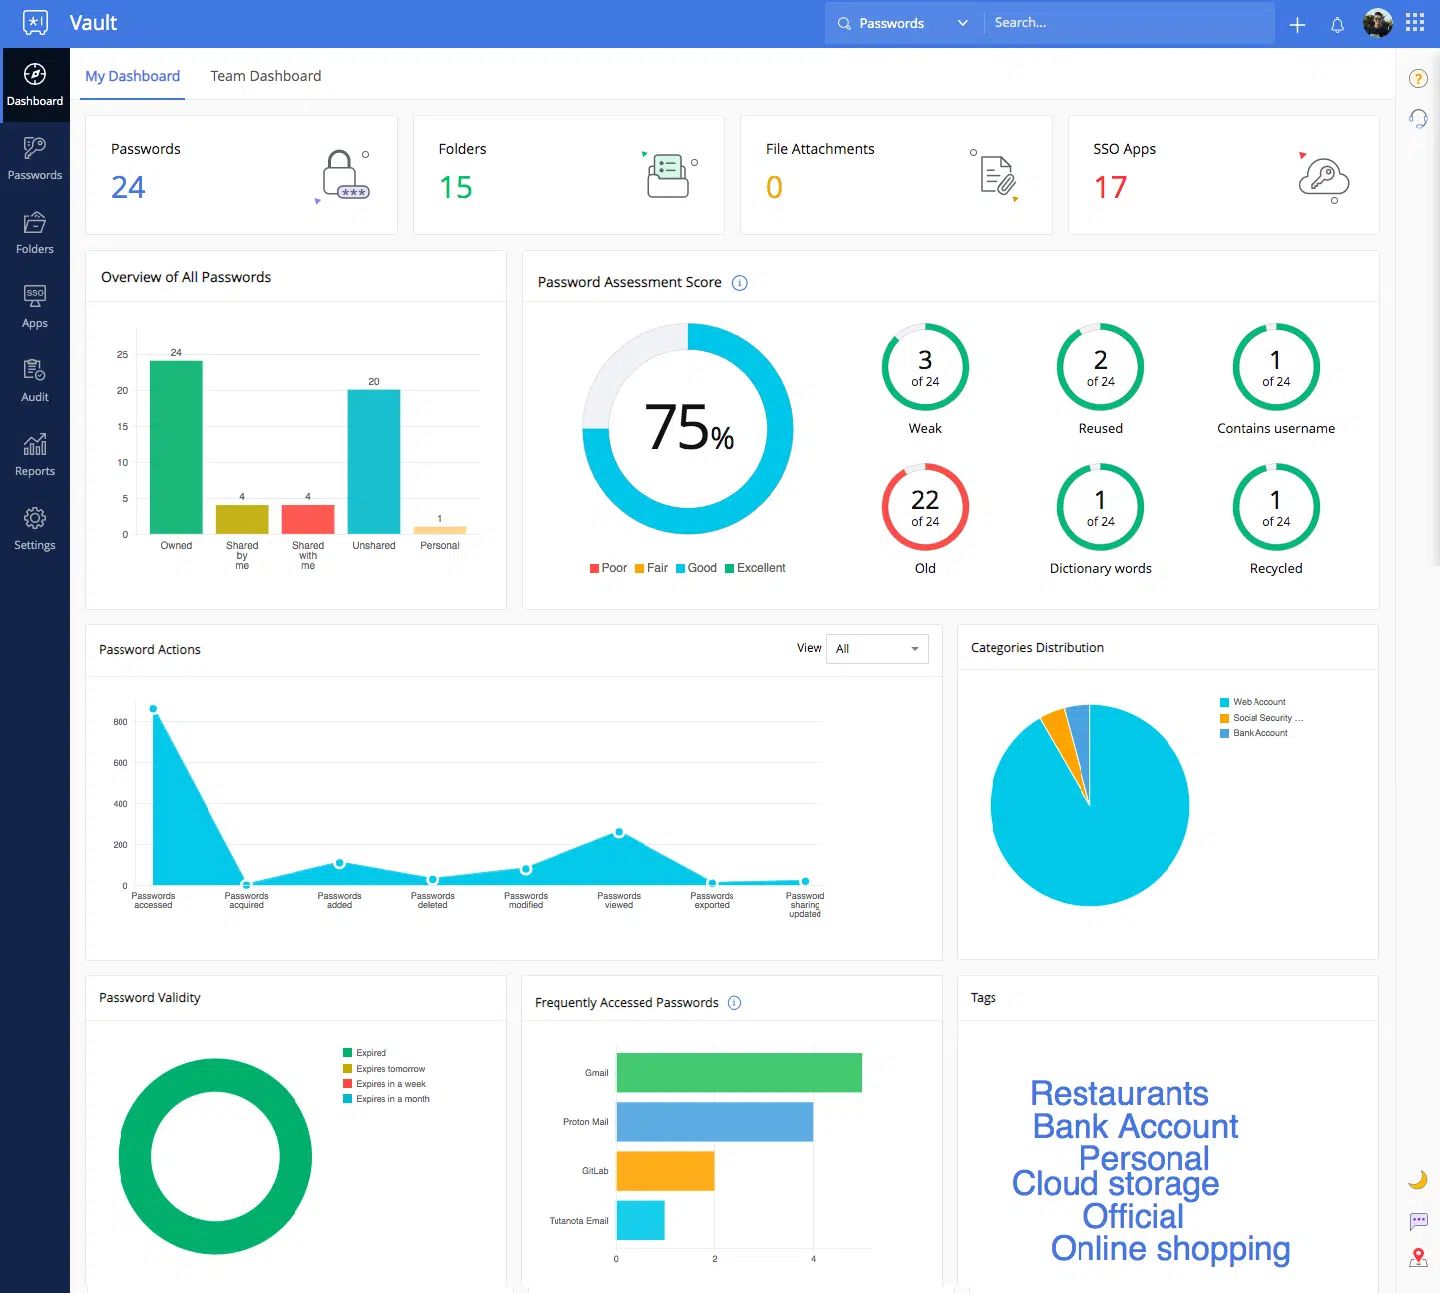 Vault
Passwords
Search...
My Dashboard
Team Dashboard
Dashboard
Passwords
Folders
SSO
Apps
Audit
Reports
Settings
Passwords
24
***
Folders
15
File Attachments
0
SSO Apps
17
Overview of All Passwords
25
20
15
10
5
0
24
4
4
20
1
Owned
Shared
by
me
Shared
with
me
Unshared
Personal
Password Assessment Score
75%
Poor
Fair
Good
Excellent
3
of 24
Weak
2
of 24
Reused
1
of 24
Contains username
22
of 24
Old
1
of 24
Dictionary words
1
of 24
Recycled
Password Actions
View
All
800
600
400
200
0
Passwords
accessed
Passwords
acquired
Passwords
added
Passwords
deleted
Passwords
modified
Passwords
viewed
Passwords
exported
Password
sharing
updated
Categories Distribution
Web Account
Social Security ...
Bank Account
Password Validity
Expired
Expires tomorrow
Expires in a week
Expires in a month
Frequently Accessed Passwords
Gmail
Proton Mail
GitLab
Tutanota Email
0
2
4
Tags
Restaurants
Bank Account
Personal
Cloud storage
Official
Online shopping